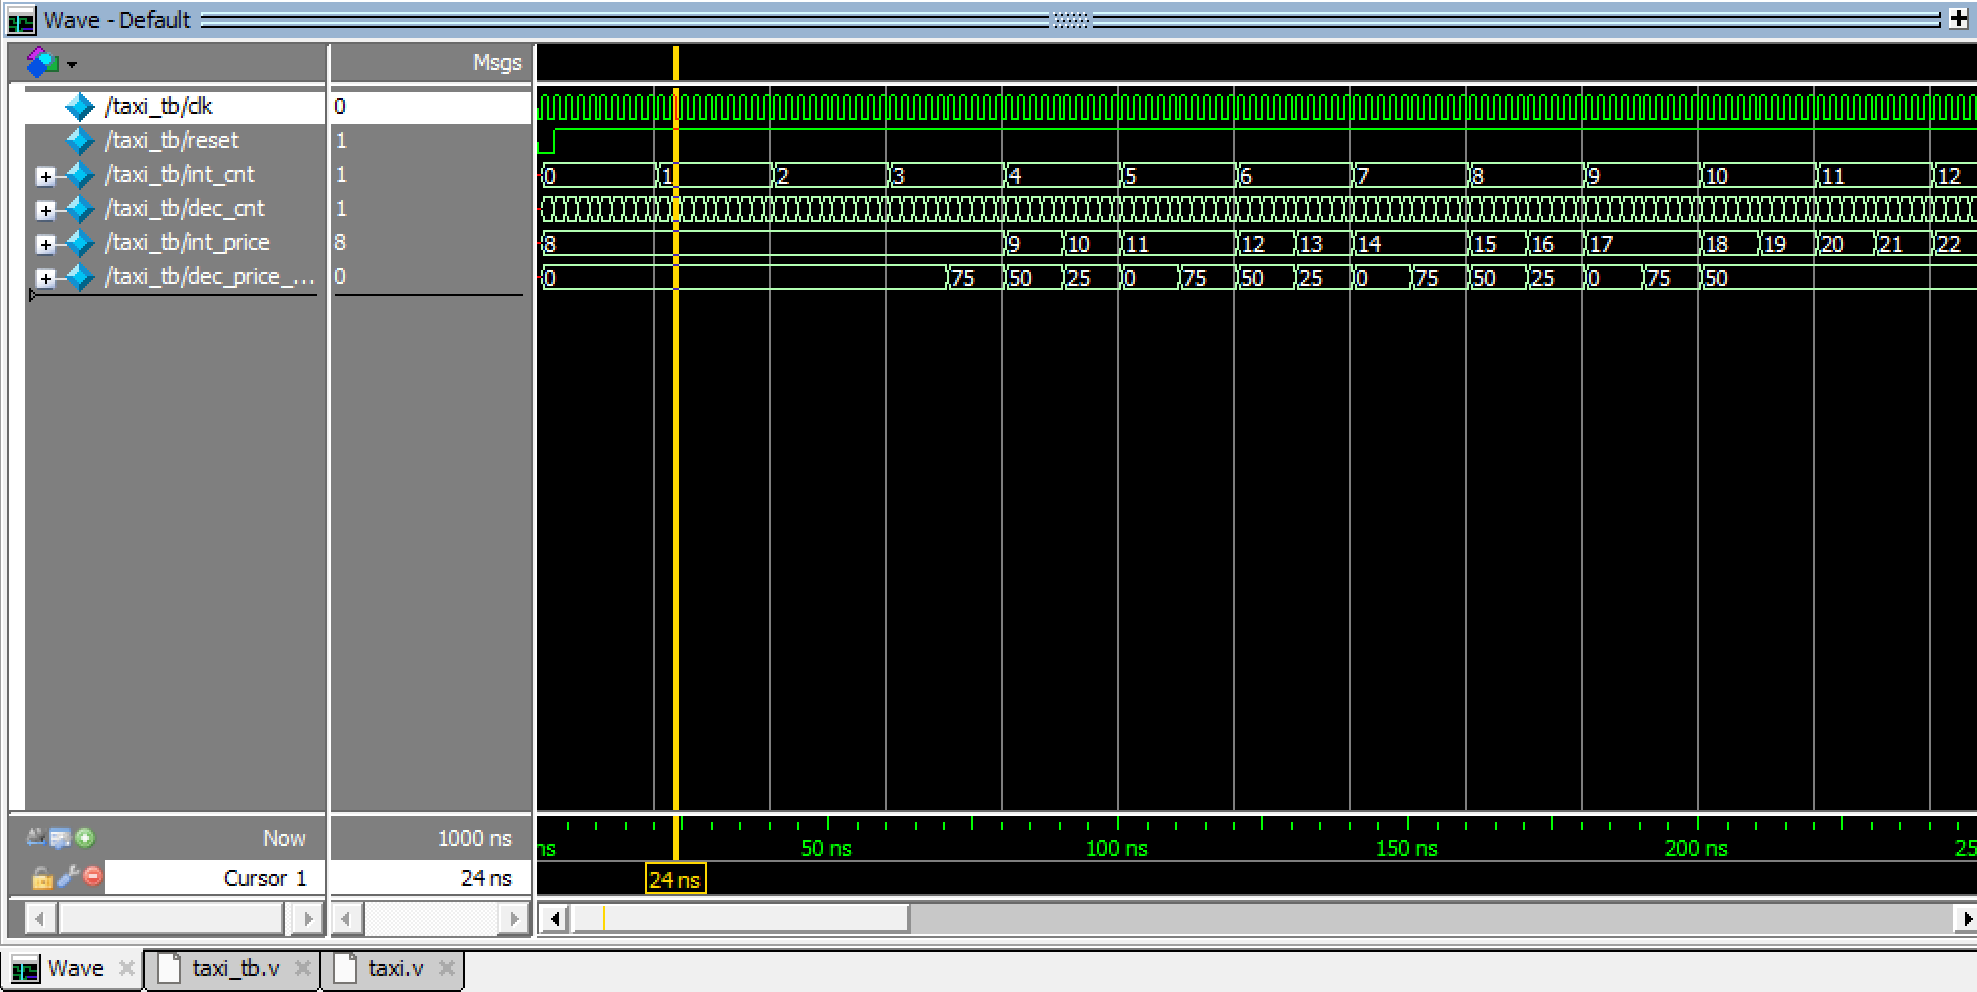 Wave - Default
Msgs
/taxi_tb/clk 0
/taxi_tb/reset 1
/taxi_tb/int_cnt 1 0 1 2 3 4 5 6 7 8 9 10 11 12
/taxi_tb/dec_cnt 1
/taxi_tb/int_price 8 8 9 10 11 12 13 14 15 16 17 18 19 20 21 22
/taxi_tb/dec_price_... 0 0 75 50 25 0 75 50 25 0 75 50 25 0 75 50
Now 1000 ns ns 50 ns 100 ns 150 ns 200 ns 25
Cursor 1 24 ns 24 ns
Wave taxi_tb.v taxi.v